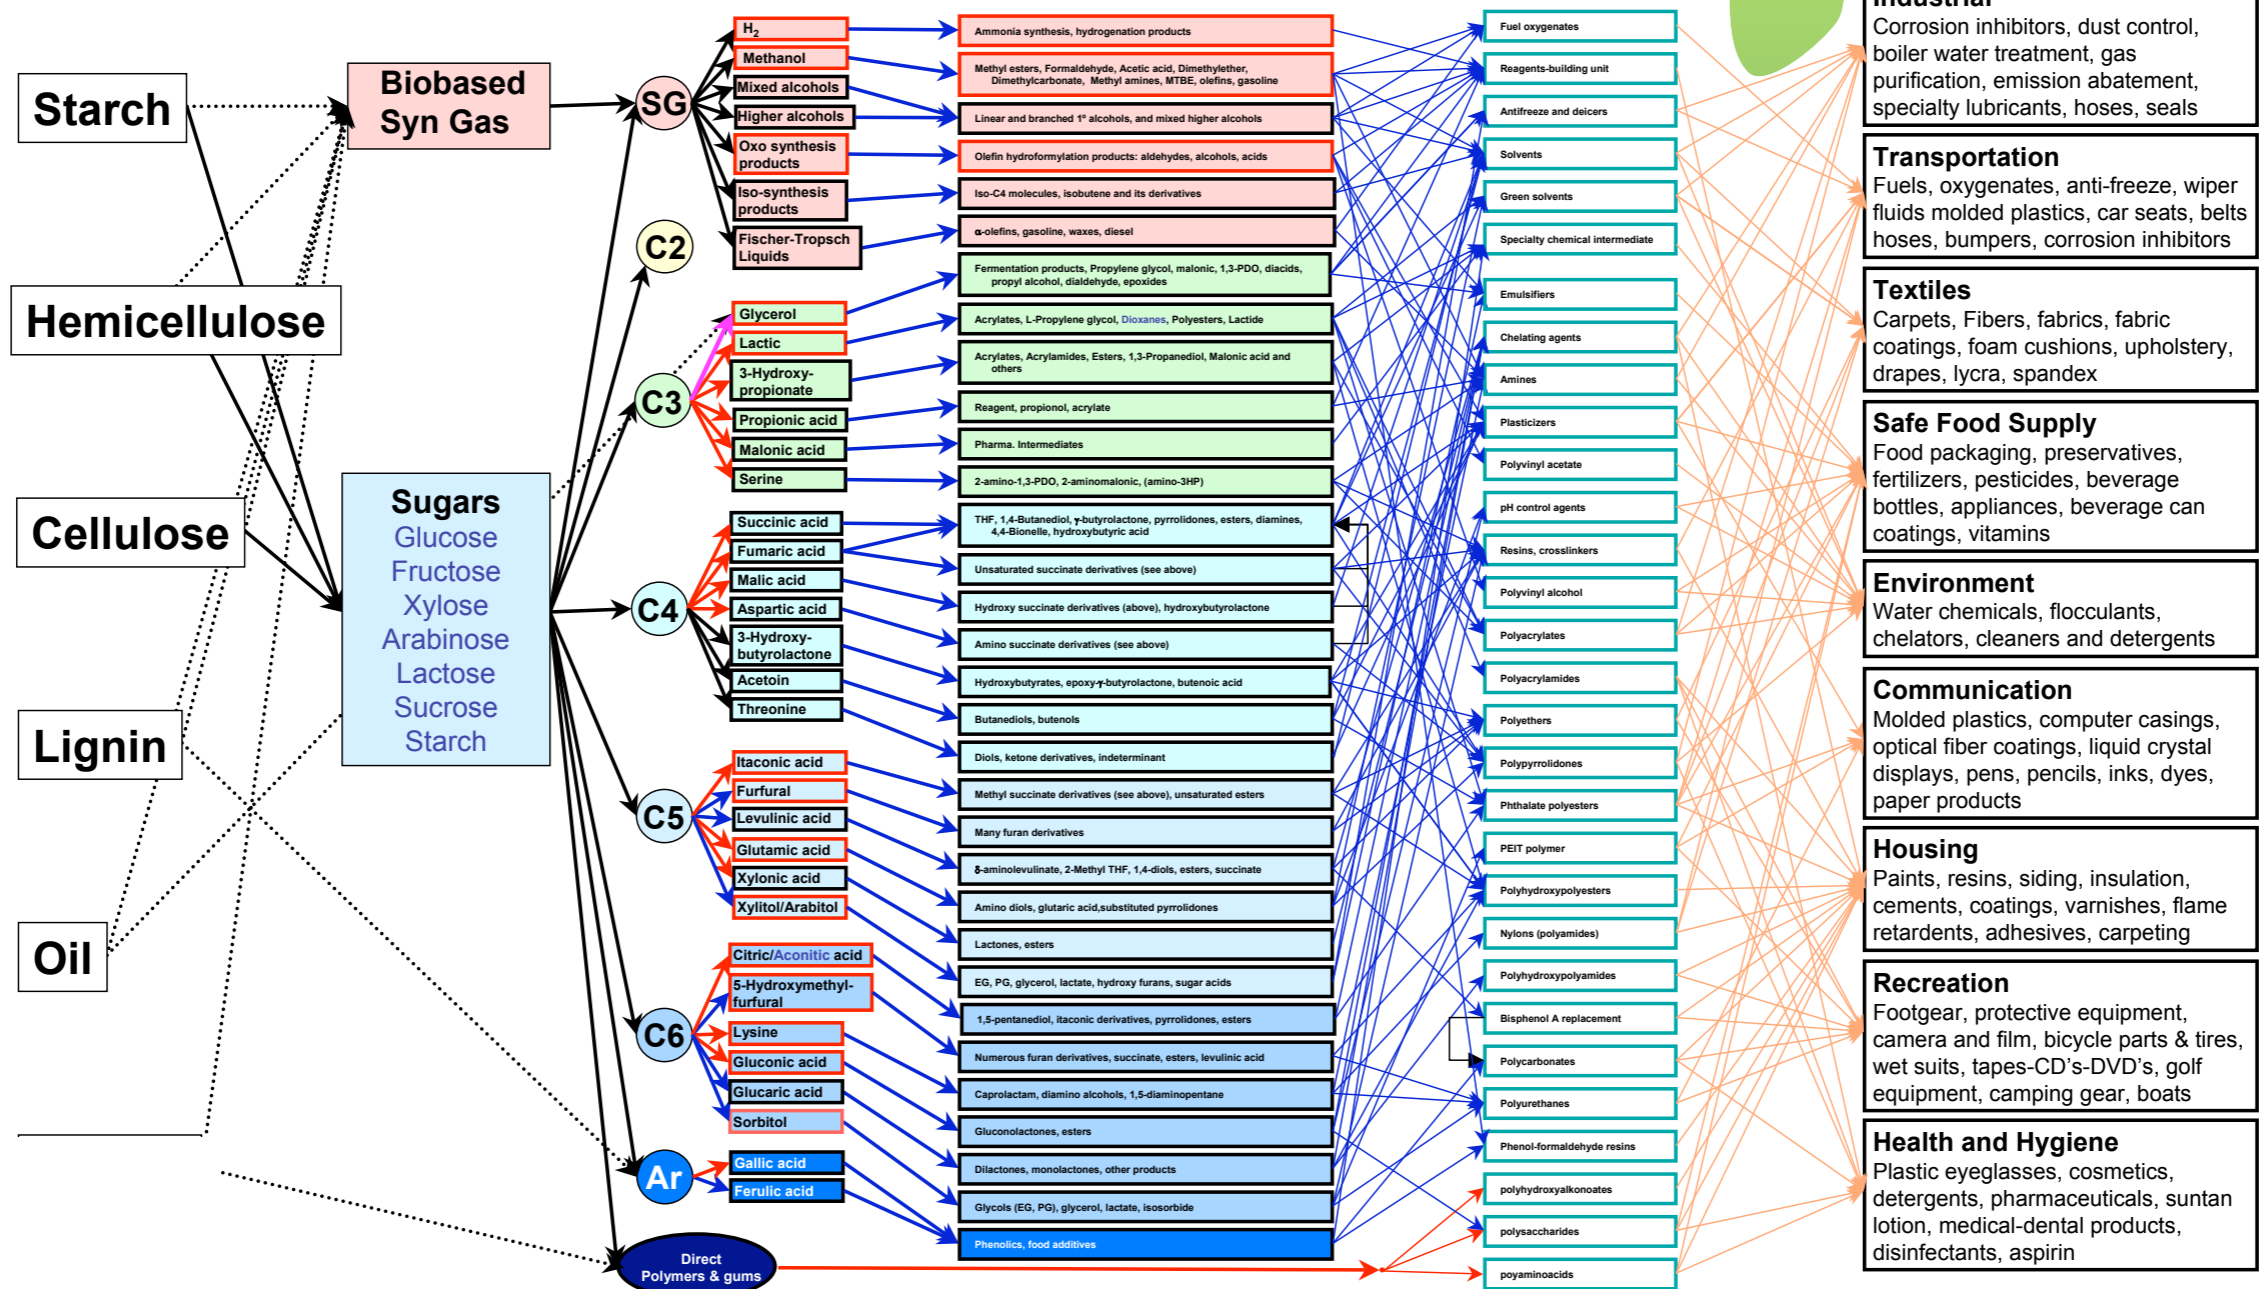 Starch
Hemicellulose
Cellulose
Lignin
Oil
Biobased
Syn Gas
Sugars
Glucose
Fructose
Xylose
Arabinose
Lactose
Sucrose
Starch
SG
C2
C3
C4
C5
C6
Ar
Direct
Polymers & gums
H2
Methanol
Mixed alcohols
Higher alcohols
Oxo synthesis
products
Iso-synthesis
products
Fischer-Tropsch
Liquids
Glycerol
Lactic
3-Hydroxy-
propionate
Propionic acid
Malonic acid
Serine
Succinic acid
Fumaric acid
Malic acid
Aspartic acid
3-Hydroxy-
butyrolactone
Acetoin
Threonine
Itaconic acid
Furfural
Levulinic acid
Glutamic acid
Xylonic acid
Xylitol/Arabitol
Citric/Aconitic acid
5-Hydroxymethyl-
furfural
Lysine
Gluconic acid
Glucaric acid
Sorbitol
Gallic acid
Ferulic acid
Ammonia synthesis, hydrogenation products
Methyl esters, Formaldehyde, Acetic acid, Dimethylether,
Dimethylcarbonate, Methyl amines, MTBE, olefins, gasoline
Linear and branched 1º alcohols, and mixed higher alcohols
Olefin hydroformylation products: aldehydes, alcohols, acids
Iso-C4 molecules, isobutene and its derivatives
α-olefins, gasoline, waxes, diesel
Fermentation products, Propylene glycol, malonic, 1,3-PDO, diacids,
propyl alcohol, dialdehyde, epoxides
Acrylates, L-Propylene glycol, Dioxanes, Polyesters, Lactide
Acrylates, Acrylamides, Esters, 1,3-Propanediol, Malonic acid and
others
Reagent, propionol, acrylate
Pharma. Intermediates
2-amino-1,3-PDO, 2-aminomalonic, (amino-3HP)
THF, 1,4-Butanediol, γ-butyrolactone, pyrrolidones, esters, diamines,
4,4-Bionelle, hydroxybutyric acid
Unsaturated succinate derivatives (see above)
Hydroxy succinate derivatives (above), hydroxybutyrolactone
Amino succinate derivatives (see above)
Hydroxybutyrates, epoxy-γ-butyrolactone, butenoic acid
Butanediols, butenols
Diols, ketone derivatives, indeterminant
Methyl succinate derivatives (see above), unsaturated esters
Many furan derivatives
δ-aminolevulinate, 2-Methyl THF, 1,4-diols, esters, succinate
Amino diols, glutaric acid,substituted pyrrolidones
Lactones, esters
EG, PG, glycerol, lactate, hydroxy furans, sugar acids
1,5-pentanediol, itaconic derivatives, pyrrolidones, esters
Numerous furan derivatives, succinate, esters, levulinic acid
Caprolactam, diamino alcohols, 1,5-diaminopentane
Gluconolactones, esters
Dilactones, monolactones, other products
Glycols (EG, PG), glycerol, lactate, isosorbide
Phenolics, food additives
Fuel oxygenates
Reagents-building unit
Antifreeze and deicers
Solvents
Green solvents
Specialty chemical intermediate
Emulsifiers
Chelating agents
Amines
Plasticizers
Polyvinyl acetate
pH control agents
Resins, crosslinkers
Polyvinyl alcohol
Polyacrylates
Polyacrylamides
Polyethers
Polypyrrolidones
Phthalate polyesters
PEIT polymer
Polyhydroxypolyesters
Nylons (polyamides)
Polyhydroxypolyamides
Bisphenol A replacement
Polycarbonates
Polyurethanes
Phenol-formaldehyde resins
polyhydroxyalkonoates
polysaccharides
poyaminoacids
Industrial
Corrosion inhibitors, dust control,
boiler water treatment, gas
purification, emission abatement,
specialty lubricants, hoses, seals
Transportation
Fuels, oxygenates, anti-freeze, wiper
fluids molded plastics, car seats, belts
hoses, bumpers, corrosion inhibitors
Textiles
Carpets, Fibers, fabrics, fabric
coatings, foam cushions, upholstery,
drapes, lycra, spandex
Safe Food Supply
Food packaging, preservatives,
fertilizers, pesticides, beverage
bottles, appliances, beverage can
coatings, vitamins
Environment
Water chemicals, flocculants,
chelators, cleaners and detergents
Communication
Molded plastics, computer casings,
optical fiber coatings, liquid crystal
displays, pens, pencils, inks, dyes,
paper products
Housing
Paints, resins, siding, insulation,
cements, coatings, varnishes, flame
retardents, adhesives, carpeting
Recreation
Footgear, protective equipment,
camera and film, bicycle parts & tires,
wet suits, tapes-CD's-DVD's, golf
equipment, camping gear, boats
Health and Hygiene
Plastic eyeglasses, cosmetics,
detergents, pharmaceuticals, suntan
lotion, medical-dental products,
disinfectants, aspirin